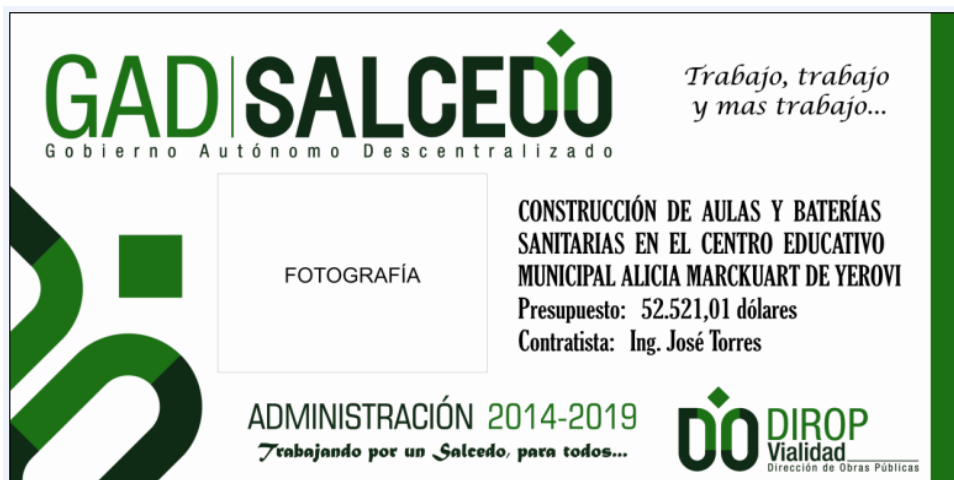 GAD SALCEDO
Gobierno Autónomo Descentralizado
Trabajo, trabajo
y mas trabajo...
FOTOGRAFÍA
CONSTRUCCIÓN DE AULAS Y BATERÍAS
SANITARIAS EN EL CENTRO EDUCATIVO
MUNICIPAL ALICIA MARCKUART DE YEROVI
Presupuesto: 52.521,01 dólares
Contratista: Ing. José Torres
ADMINISTRACIÓN 2014-2019
Trabajando por un Salcedo, para todos...
DIROP
Vialidad
Dirección de Obras Públicas